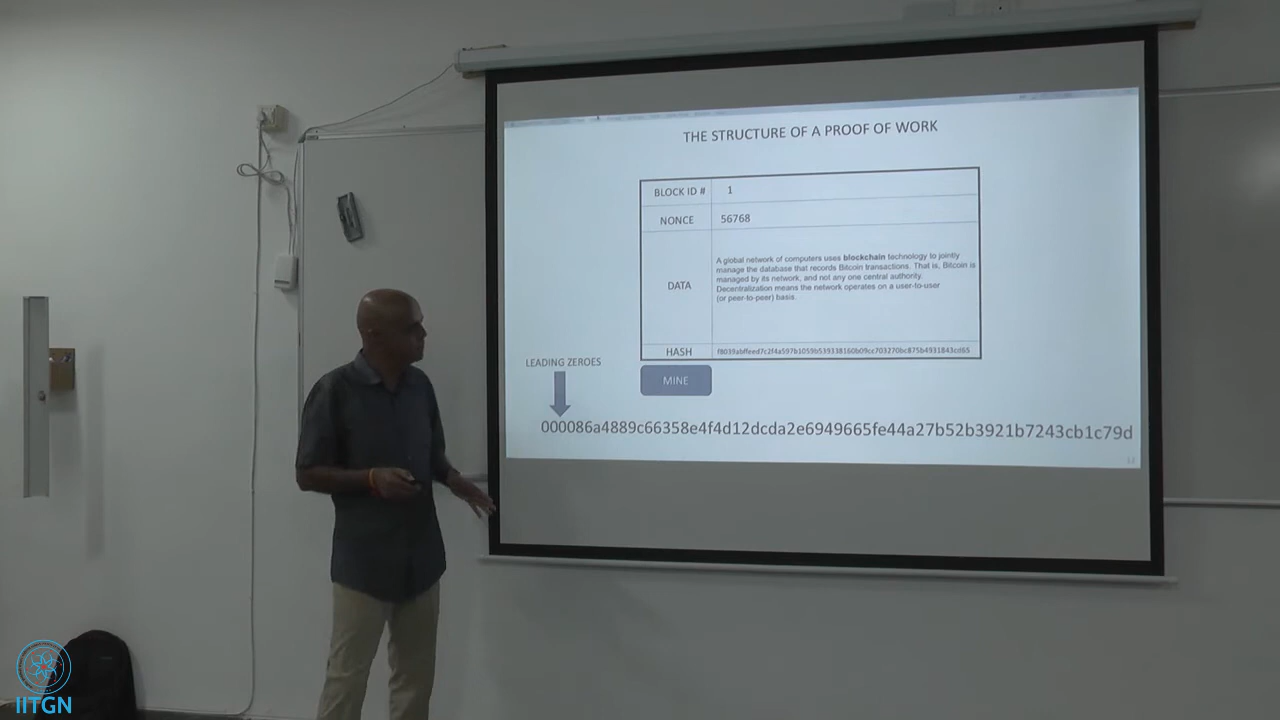 THE STRUCTURE OF A PROOF OF WORK
BLOCK ID # 1
NONCE 56768
DATA
A global network of computers uses blockchain technology to jointly
manage the database that records Bitcoin transactions. That is, Bitcoin is
managed by its network, and not any one central authority.
Decentralization means the network operates on a user-to-user
(or peer-to-peer) basis.
HASH f8039abffeed7c2f4a597b1059b539338160b09cc703270bc875b4931843cd65
LEADING ZEROES
MINE
000086a4889c66358e4f4d12dcda2e6949665fe44a27b52b3921b7243cb1c79d
IITGN